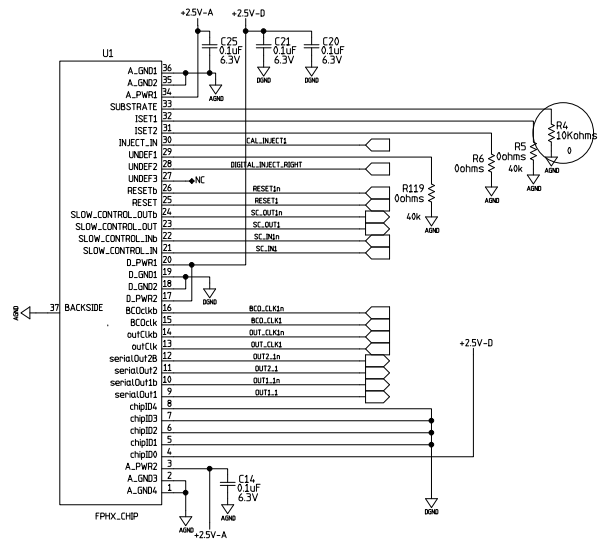 +2.5V-A
+2.5V-D
C25
0.1uF
6.3V
C21
0.1uF
6.3V
C20
0.1uF
6.3V
AGND
DGND
DGND
U1
A_GND1 36
A_GND2 35
A_PWR1 34
SUBSTRATE 33
ISET1 32
ISET2 31
INJECT_IN 30 CAL_INJECT1
UNDEF1 29
UNDEF2 28 DIGITAL_INJECT_RIGHT
UNDEF3 27 NC
RESETb 26 RESET1n
RESET 25 RESET1
SLOW_CONTROL_OUTb 24 SC_OUT1n
SLOW_CONTROL_OUT 23 SC_OUT1
SLOW_CONTROL_INb 22 SC_IN1n
SLOW_CONTROL_IN 21 SC_IN1
D_PWR1 20
D_GND1 19
D_GND2 18
D_PWR2 17
BCOclkb 16 BCO_CLK1n
BCOclk 15 BCO_CLK1
outClkb 14 OUT_CLK1n
outClk 13 OUT_CLK1
serialOut2B 12 OUT2_1n
serialOut2 11 OUT2_1
serialOut1b 10 OUT1_1n
serialOut1 9 OUT1_1
chipID4 8
chipID3 7
chipID2 6
chipID1 5
chipID0 4
A_PWR2 3
A_GND3 2
A_GND4 1
AGND 37 BACKSIDE
FPHX_CHIP
R4
10Kohms
0
AGND
R5
0ohms
40k
AGND
R6
0ohms
AGND
R119
0ohms
40k
AGND
DGND
+2.5V-D
DGND
C14
0.1uF
6.3V
AGND
AGND
+2.5V-A